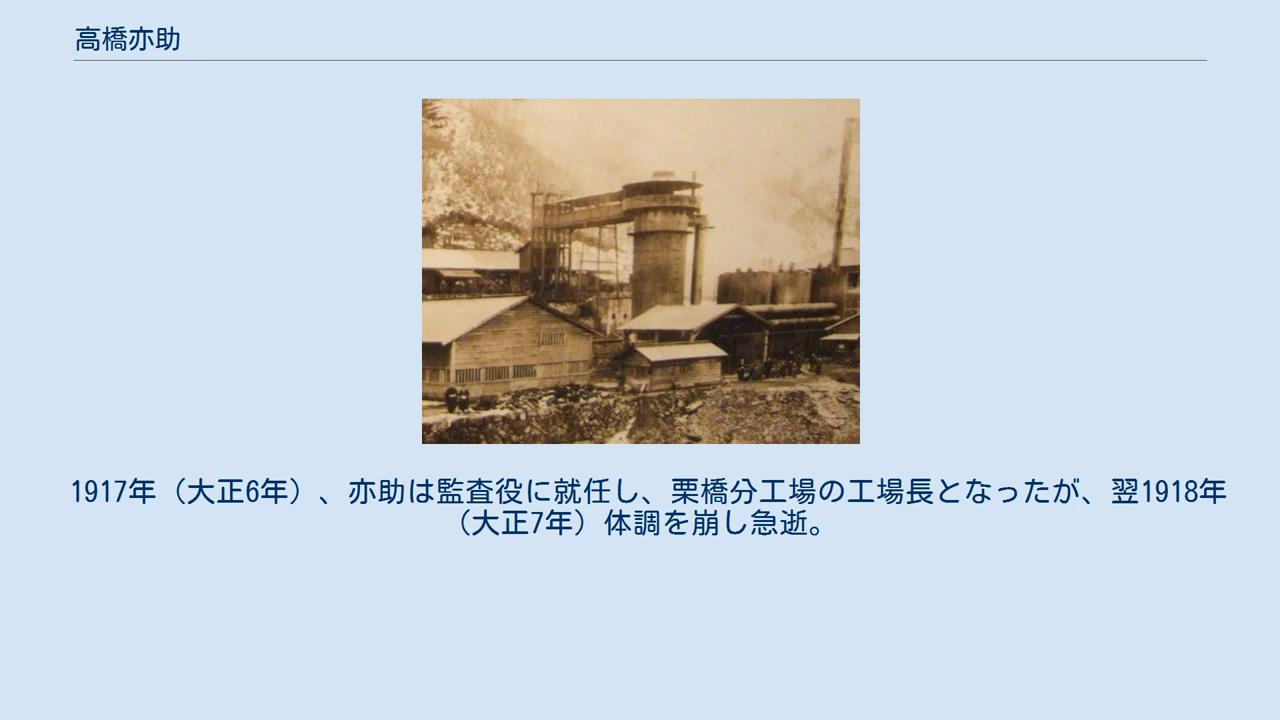 高橋亦助
1917年（大正6年）、亦助は監査役に就任し、栗橋分工場の工場長となったが、翌1918年
（大正7年）体調を崩し急逝。